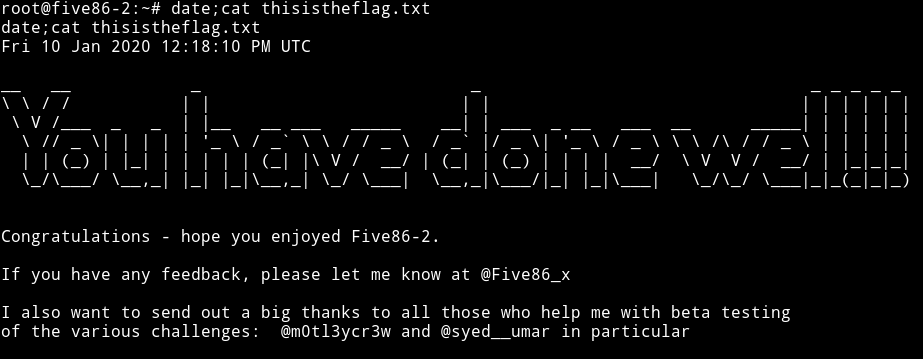 root@five86-2:~# date;cat thisistheflag.txt
date;cat thisistheflag.txt
Fri 10 Jan 2020 12:18:10 PM UTC
You have done well!!!
Congratulations - hope you enjoyed Five86-2.
If you have any feedback, please let me know at @Five86_x
I also want to send out a big thanks to all those who help me with beta testing
of the various challenges:  @m0tl3ycr3w and @syed__umar in particular